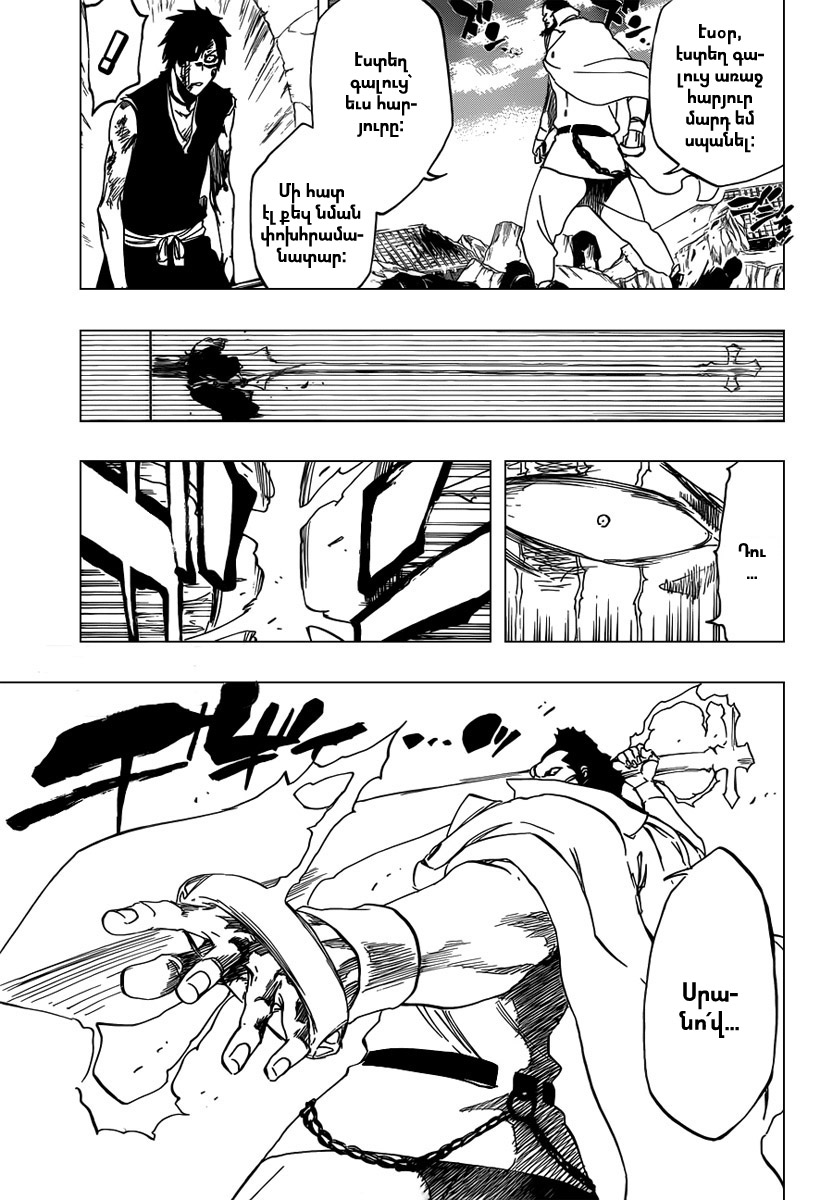 էսօր,
էստեղ գա-
լուց առաջ
հարյուր
մարդ եմ
սպանել:
էստեղ
գալուց՝
եւս հար-
յուրը:
Մի հատ
էլ քեվ նման
փոխհրամա-
նատար:
!
Դու
...
Սրա-
նո՜վ...